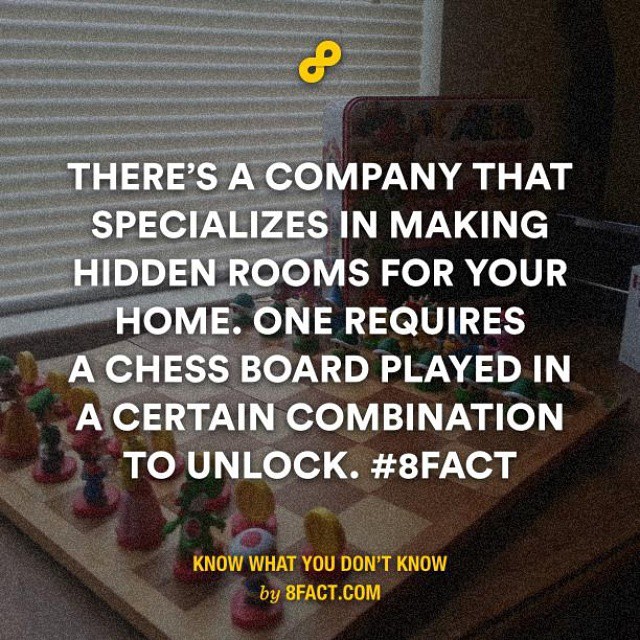 THERE’S A COMPANY THAT
SPECIALIZES IN MAKING
HIDDEN ROOMS FOR YOUR
HOME. ONE REQUIRES
A CHESS BOARD PLAYED IN
A CERTAIN COMBINATION
TO UNLOCK. #8FACT
KNOW WHAT YOU DON’T KNOW
by 8FACT.COM